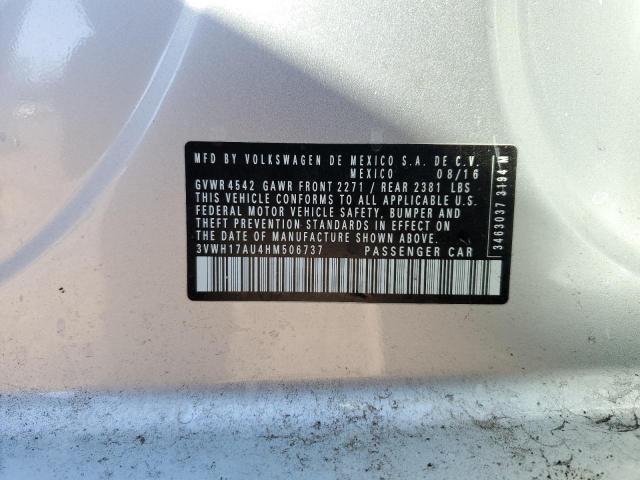 MFD BY VOLKSWAGEN DE MEXICO S.A. DE C.V.
MEXICO 08/16
GVWR 4542 GAWR FRONT 2271 / REAR 2381 LBS
THIS VEHICLE CONFORMS TO ALL APPLICABLE U.S.
FEDERAL MOTOR VEHICLE SAFETY, BUMPER AND
THEFT PREVENTION STANDARDS IN EFFECT ON
THE DATE OF MANUFACTURE SHOWN ABOVE.
3VWH17AU4HM506737 PASSENGER CAR
3463037 3194 M